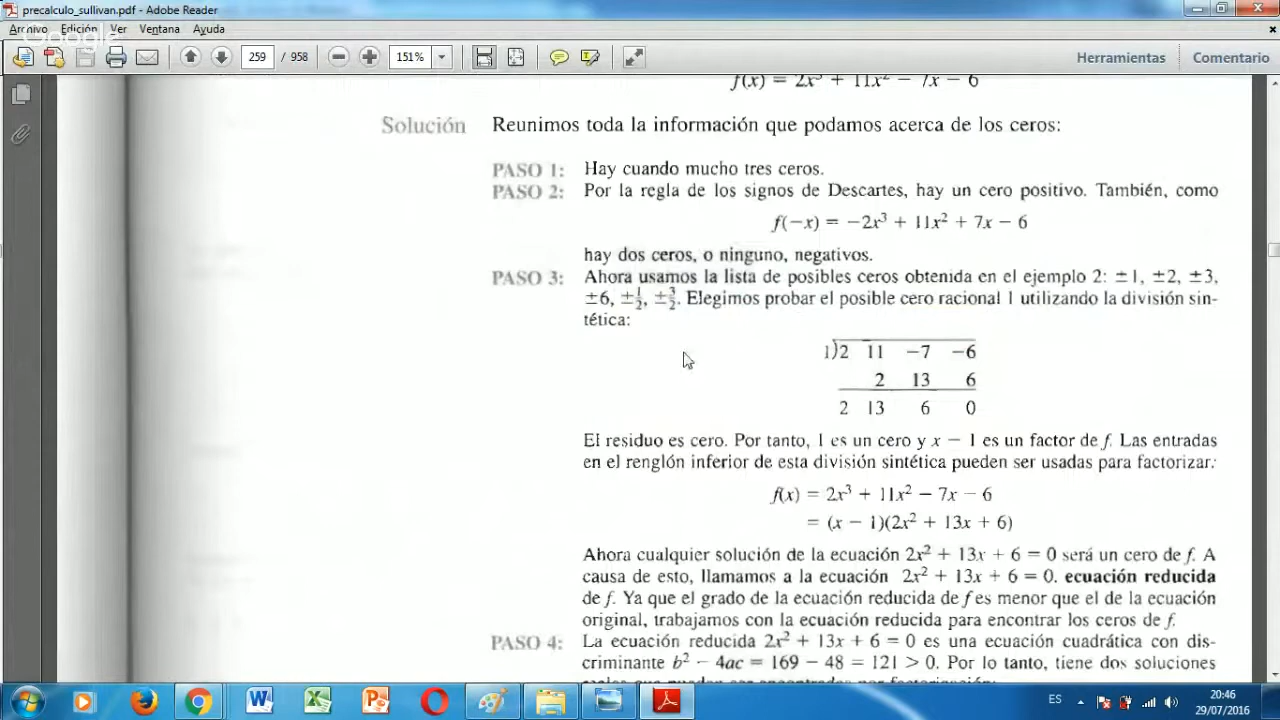 precalculo_sullivan.pdf - Adobe Reader
Archivo Edición Ver Ventana Ayuda
Google
259 / 958 151% Herramientas Comentario
f(x) = 2x³ + 11x² − 7x − 6
Solución Reunimos toda la información que podamos acerca de los ceros:
PASO 1: Hay cuando mucho tres ceros.
PASO 2: Por la regla de los signos de Descartes, hay un cero positivo. También, como
f(−x) = −2x³ + 11x² + 7x − 6
hay dos ceros, o ninguno, negativos.
PASO 3: Ahora usamos la lista de posibles ceros obtenida en el ejemplo 2: ±1, ±2, ±3,
±6, ±1/2, ±3/2. Elegimos probar el posible cero racional 1 utilizando la división sin-
tética:
1)2 11 −7 −6
2 13 6
2 13 6 0
El residuo es cero. Por tanto, 1 es un cero y x − 1 es un factor de f. Las entradas
en el renglón inferior de esta división sintética pueden ser usadas para factorizar:
f(x) = 2x³ + 11x² − 7x − 6
= (x − 1)(2x² + 13x + 6)
Ahora cualquier solución de la ecuación 2x² + 13x + 6 = 0 será un cero de f. A
causa de esto, llamamos a la ecuación 2x² + 13x + 6 = 0. ecuación reducida
de f. Ya que el grado de la ecuación reducida de f es menor que el de la ecuación
original, trabajamos con la ecuación reducida para encontrar los ceros de f.
PASO 4: La ecuación reducida 2x² + 13x + 6 = 0 es una ecuación cuadrática con dis-
criminante b² − 4ac = 169 − 48 = 121 > 0. Por lo tanto, tiene dos soluciones
ES 20:46
29/07/2016